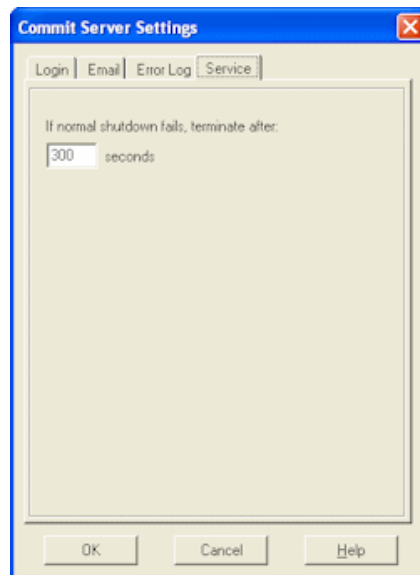 Commit Server Settings
Login Email Error Log Service
If normal shutdown fails, terminate after:
300 seconds
OK Cancel Help